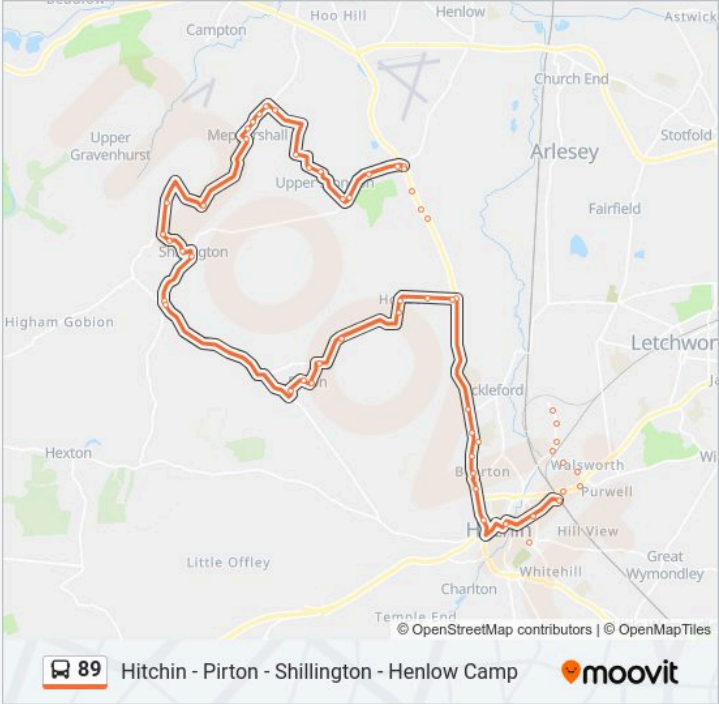 Hoo Hill
Henlow
Astwick
Campton
Church End
Stotfold
Upper
Gravenhurst
Arlesey
Fairfield
Higham Gobion
Hexton
Walsworth
Purwell
Hill View
Little Offley
Great
Wymondley
Whitehill
Charlton
Temple End
© OpenStreetMap contributors | © OpenMapTiles
89 Hitchin - Pirton - Shillington - Henlow Camp
moovit